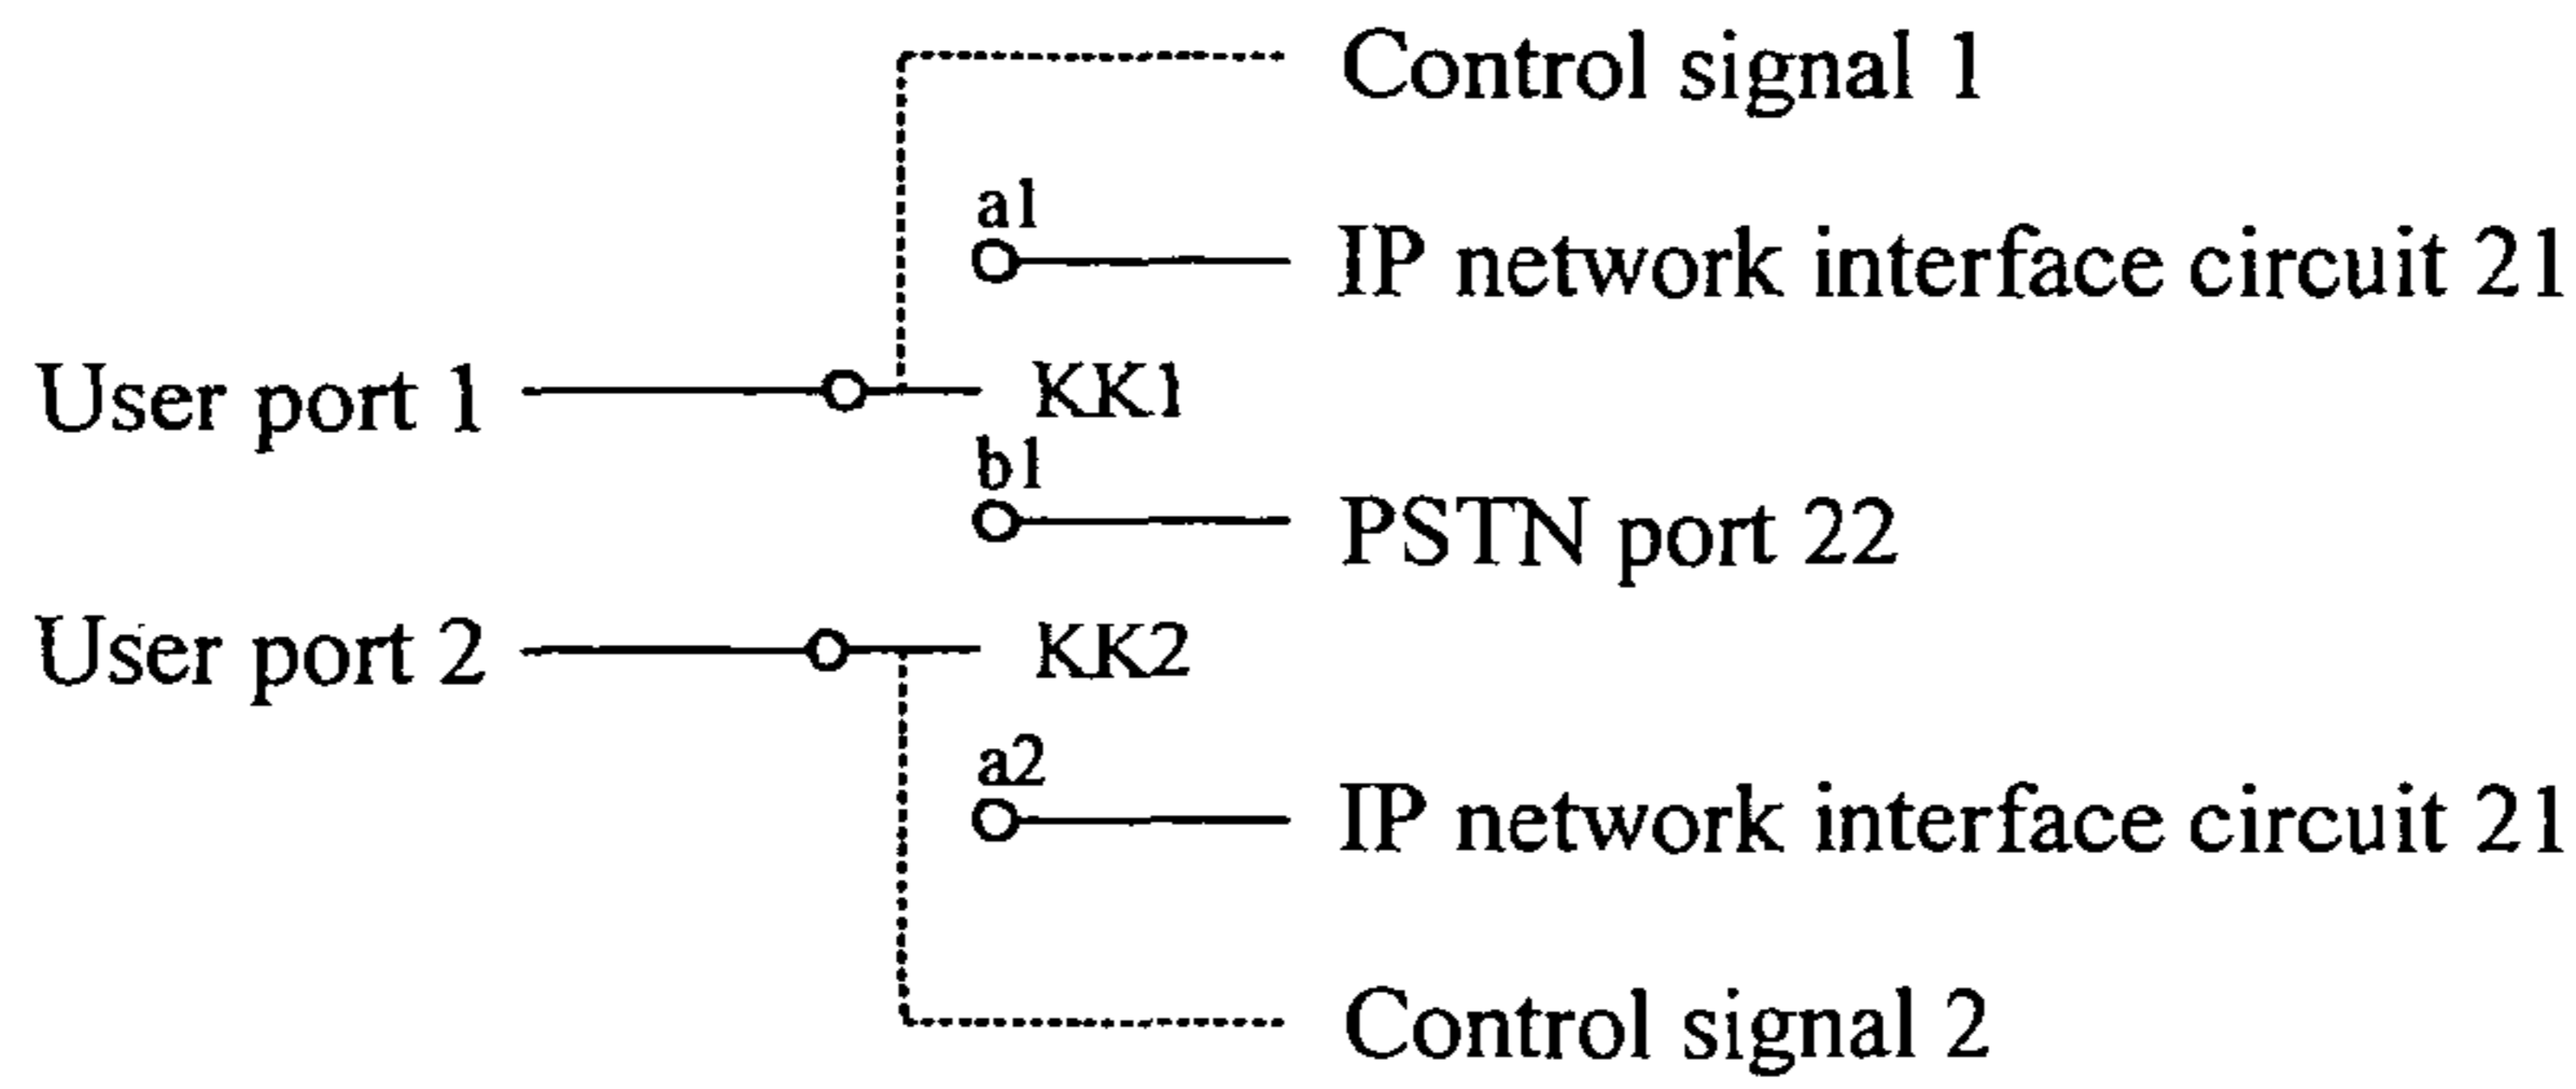 Control signal 1
a1
IP network interface circuit 21
User port 1
KK1
b1
PSTN port 22
User port 2
KK2
a2
IP network interface circuit 21
Control signal 2